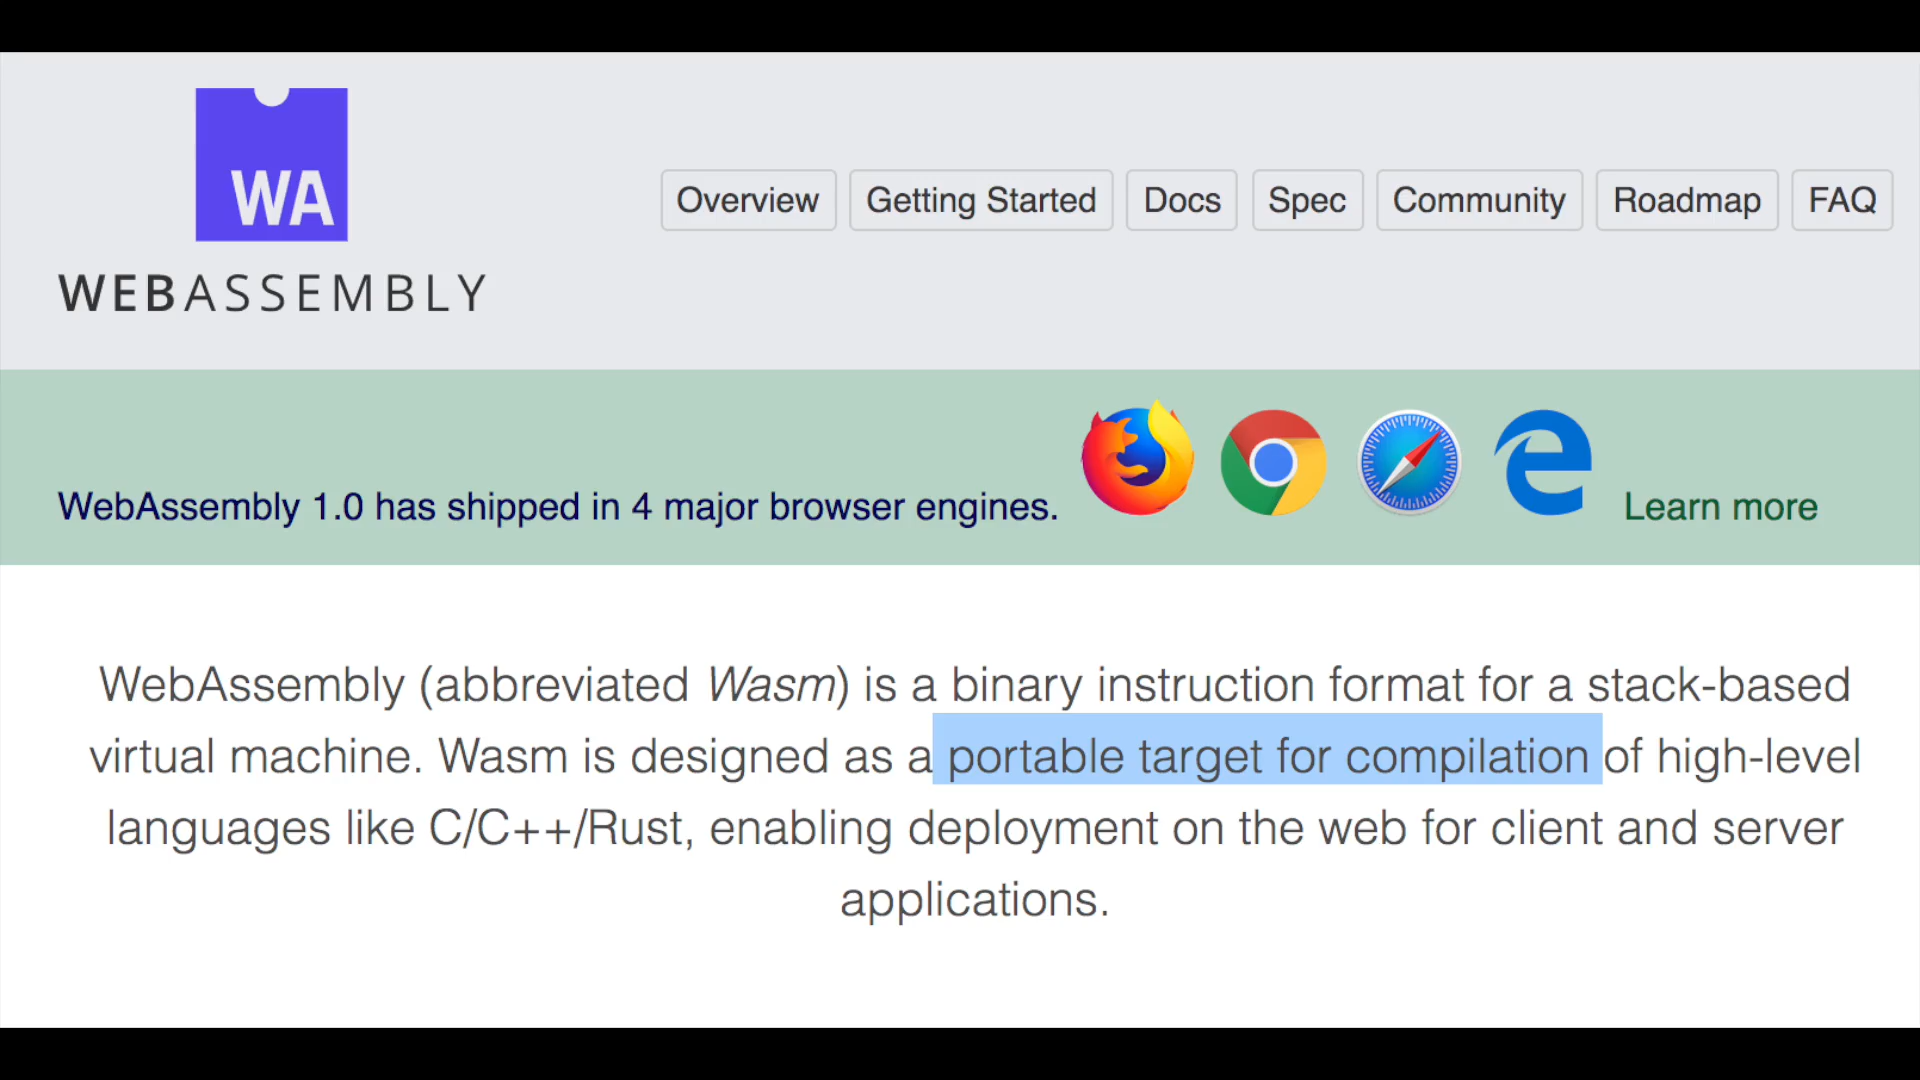 WA
WEBASSEMBLY
Overview Getting Started Docs Spec Community Roadmap FAQ
WebAssembly 1.0 has shipped in 4 major browser engines. Learn more
WebAssembly (abbreviated Wasm) is a binary instruction format for a stack-based
virtual machine. Wasm is designed as a portable target for compilation of high-level
languages like C/C++/Rust, enabling deployment on the web for client and server
applications.